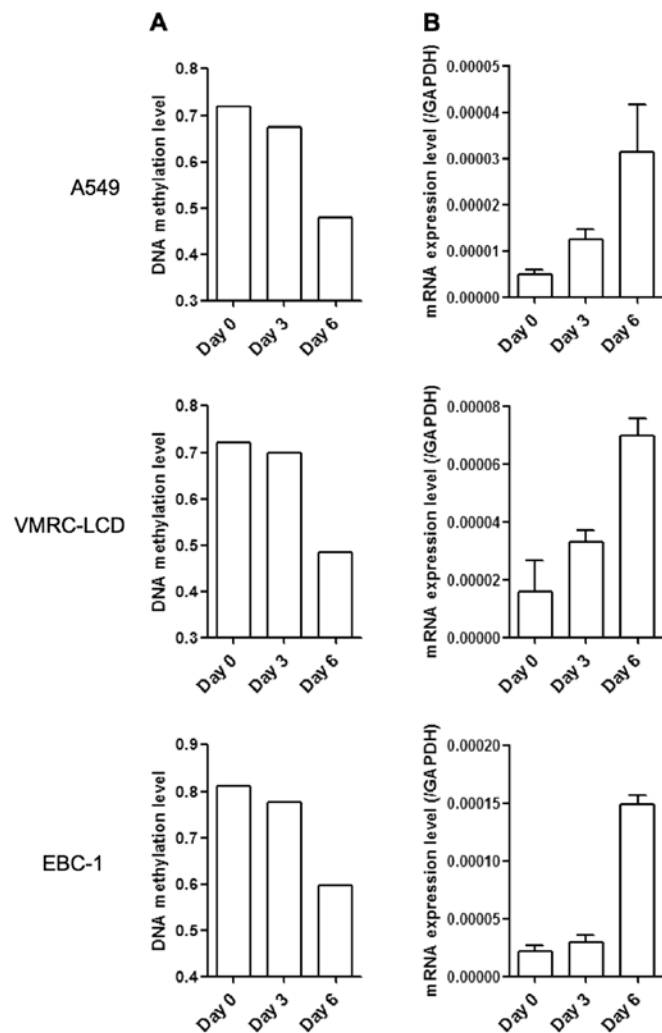 A
B
A549
DNA methylation level
0.8
0.7
0.6
0.5
0.4
0.3
Day 0
Day 3
Day 6
mRNA expression level (/GAPDH)
0.00005
0.00004
0.00003
0.00002
0.00001
0.00000
Day 0
Day 3
Day 6
VMRC-LCD
DNA methylation level
0.8
0.7
0.6
0.5
0.4
0.3
Day 0
Day 3
Day 6
mRNA expression level (/GAPDH)
0.00008
0.00006
0.00004
0.00002
0.00000
Day 0
Day 3
Day 6
EBC-1
DNA methylation level
0.9
0.8
0.7
0.6
0.5
0.4
Day 0
Day 3
Day 6
mRNA expression level (/GAPDH)
0.00020
0.00015
0.00010
0.00005
0.00000
Day 0
Day 3
Day 6